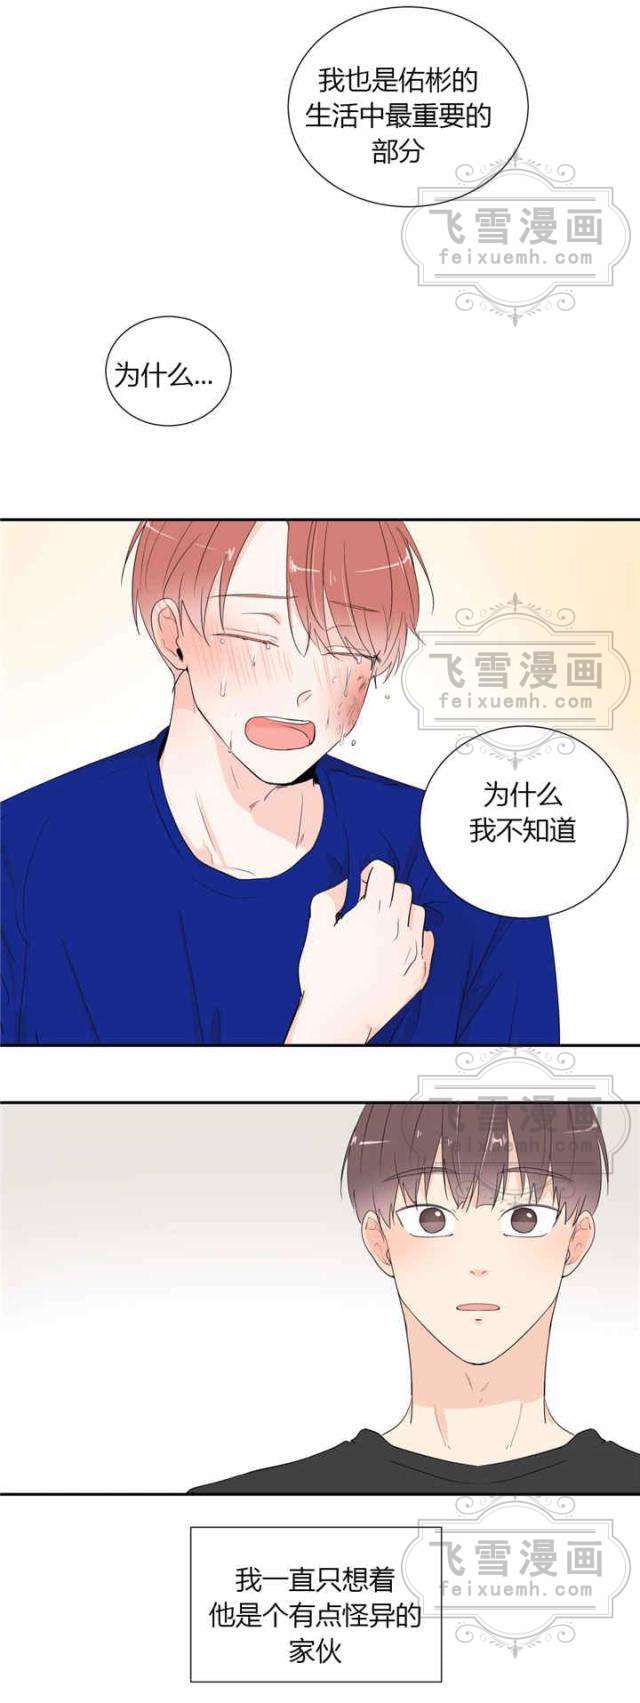 我也是佑彬的
生活中最重要的
部分
飞雪漫画
feixuemh.com
为什么...
飞雪漫画
feixuemh.com
为什么
我不知道
飞雪漫画
feixuemh.com
我一直只想着
他是个有点怪异的
家伙
飞雪漫画
feixuemh.com